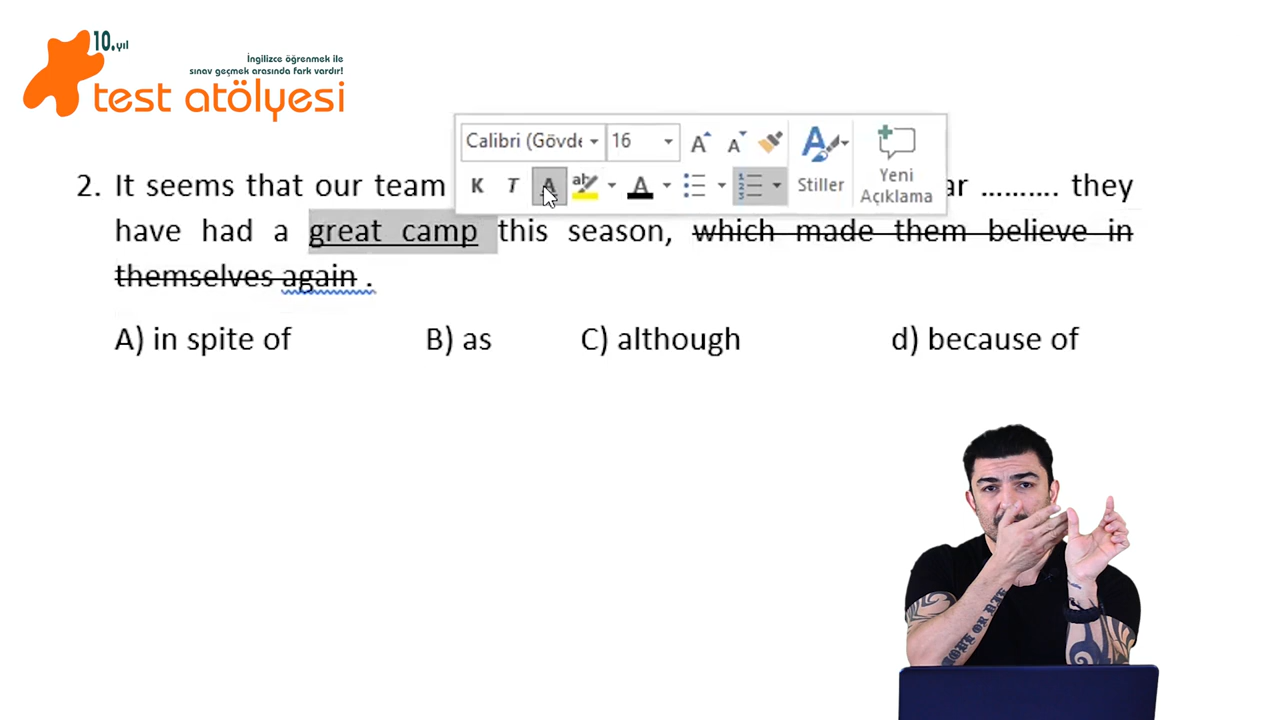 10.yıl
İngilizce öğrenmek ile
sınav geçmek arasında fark vardır!
test atölyesi
Calibri (Gövde 16 A A
K T A aby A Stiller Yeni Açıklama
2. It seems that our team ar ………. they
have had a great camp this season, which made them believe in
themselves again .
A) in spite of B) as C) although d) because of